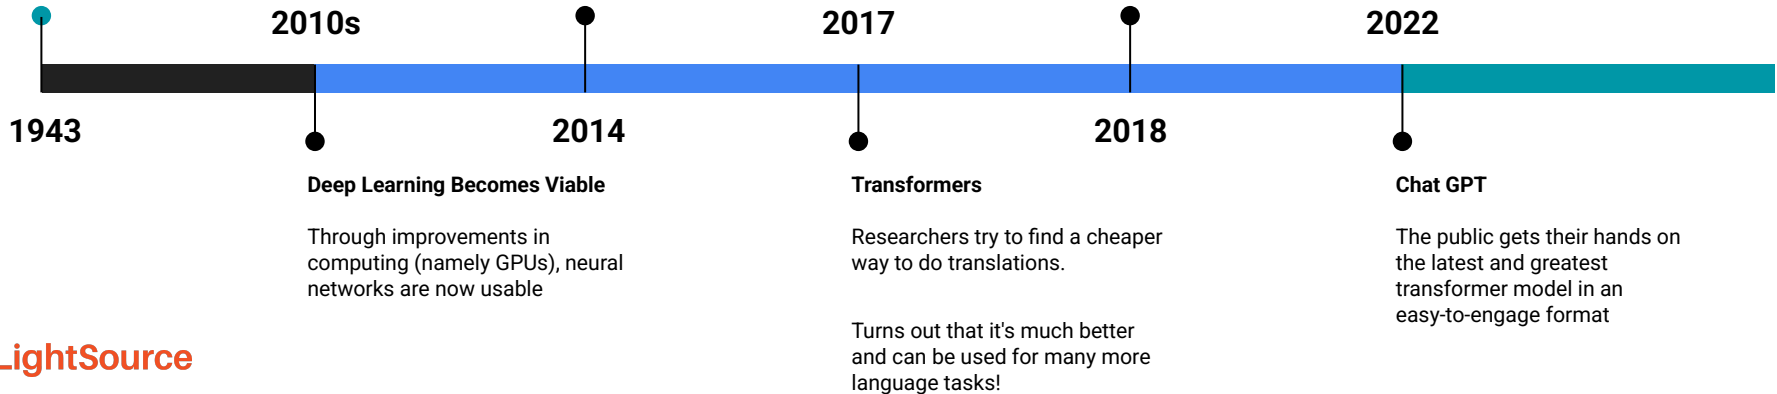 2010s
2017
2022
1943
2014
2018
Deep Learning Becomes Viable
Through improvements in
computing (namely GPUs), neural
networks are now usable
Transformers
Researchers try to find a cheaper
way to do translations.
Turns out that it's much better
and can be used for many more
language tasks!
Chat GPT
The public gets their hands on
the latest and greatest
transformer model in an
easy-to-engage format
LightSource